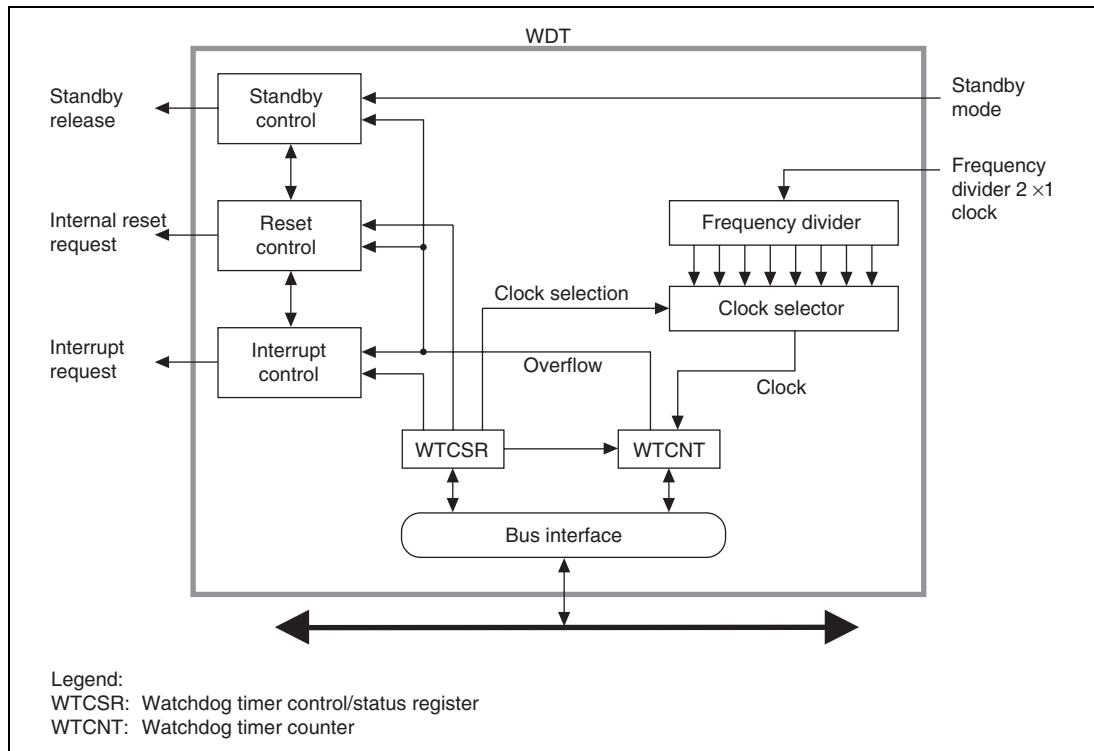 WDT
Standby
release
Standby
control
Standby
mode
Frequency
divider 2 ×1
clock
Internal reset
request
Reset
control
Frequency divider
Clock selection
Clock selector
Interrupt
request
Interrupt
control
Overflow
Clock
WTCSR
WTCNT
Bus interface
Legend:
WTCSR: Watchdog timer control/status register
WTCNT: Watchdog timer counter